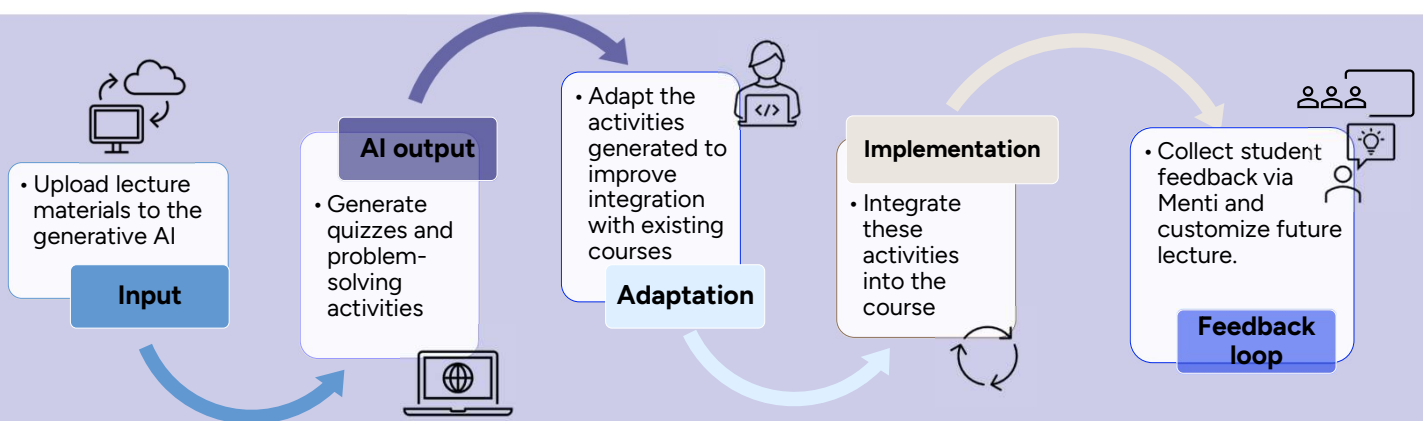 • Upload lecture
materials to the
generative AI
Input
AI output
• Generate
quizzes and
problem-
solving
activities
• Adapt the
activities
generated to
improve
integration
with existing
courses
Adaptation
</>
Implementation
• Integrate
these
activities
into the
course
• Collect student
feedback via
Menti and
customize future
lecture.
Feedback
loop